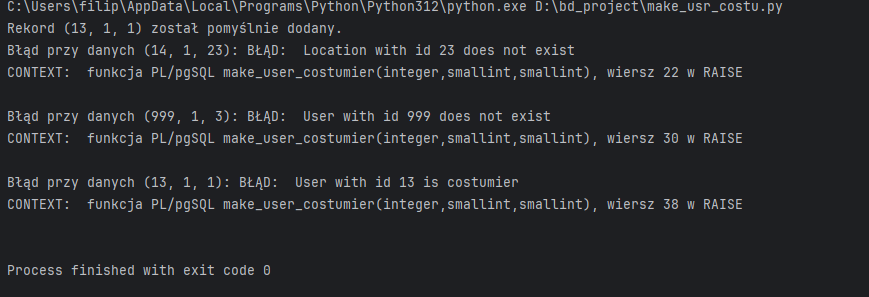 C:\Users\filip\AppData\Local\Programs\Python\Python312\python.exe D:\bd_project\make_usr_costu.py
Rekord (13, 1, 1) został pomyślnie dodany.
Błąd przy danych (14, 1, 23): BŁĄD:  Location with id 23 does not exist
CONTEXT:  funkcja PL/pgSQL make_user_costumier(integer,smallint,smallint), wiersz 22 w RAISE
Błąd przy danych (999, 1, 3): BŁĄD:  User with id 999 does not exist
CONTEXT:  funkcja PL/pgSQL make_user_costumier(integer,smallint,smallint), wiersz 30 w RAISE
Błąd przy danych (13, 1, 1): BŁĄD:  User with id 13 is costumier
CONTEXT:  funkcja PL/pgSQL make_user_costumier(integer,smallint,smallint), wiersz 38 w RAISE
Process finished with exit code 0